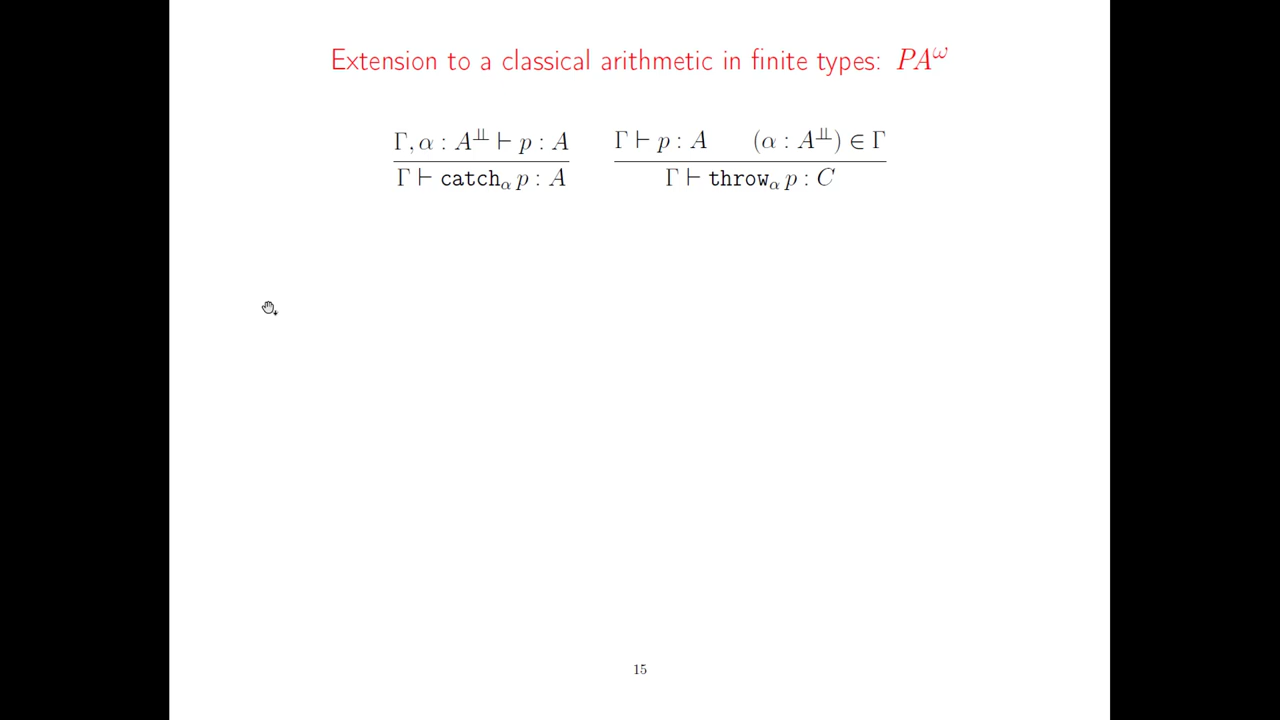 Extension to a classical arithmetic in finite types: PA^ω
Γ, α : A^⫫ ⊢ p : A    Γ ⊢ p : A    (α : A^⫫) ∈ Γ
Γ ⊢ catch_α p : A    Γ ⊢ throw_α p : C
15